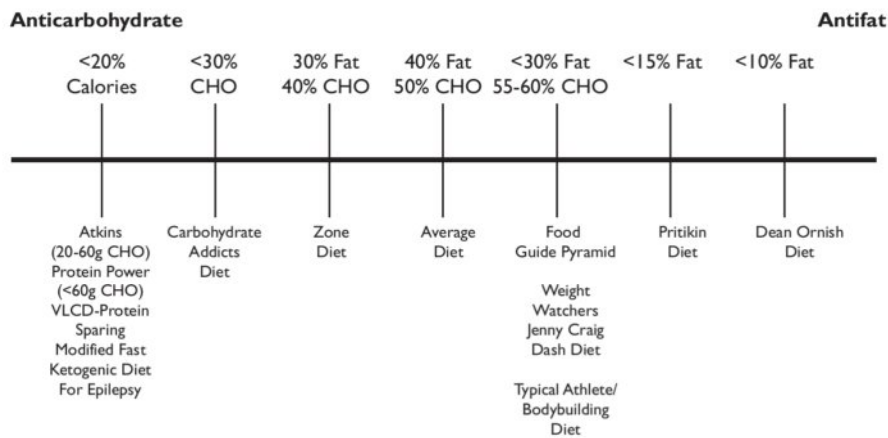 Anticarbohydrate
Antifat
<20%
Calories
<30%
CHO
30% Fat
40% CHO
40% Fat
50% CHO
<30% Fat
55-60% CHO
<15% Fat
<10% Fat
Atkins
(20-60g CHO)
Protein Power
(<60g CHO)
VLCD-Protein
Sparing
Modified Fast
Ketogenic Diet
For Epilepsy
Carbohydrate
Addicts
Diet
Zone
Diet
Average
Diet
Food
Guide Pyramid
Weight
Watchers
Jenny Craig
Dash Diet
Typical Athlete/
Bodybuilding
Diet
Pritikin
Diet
Dean Ornish
Diet